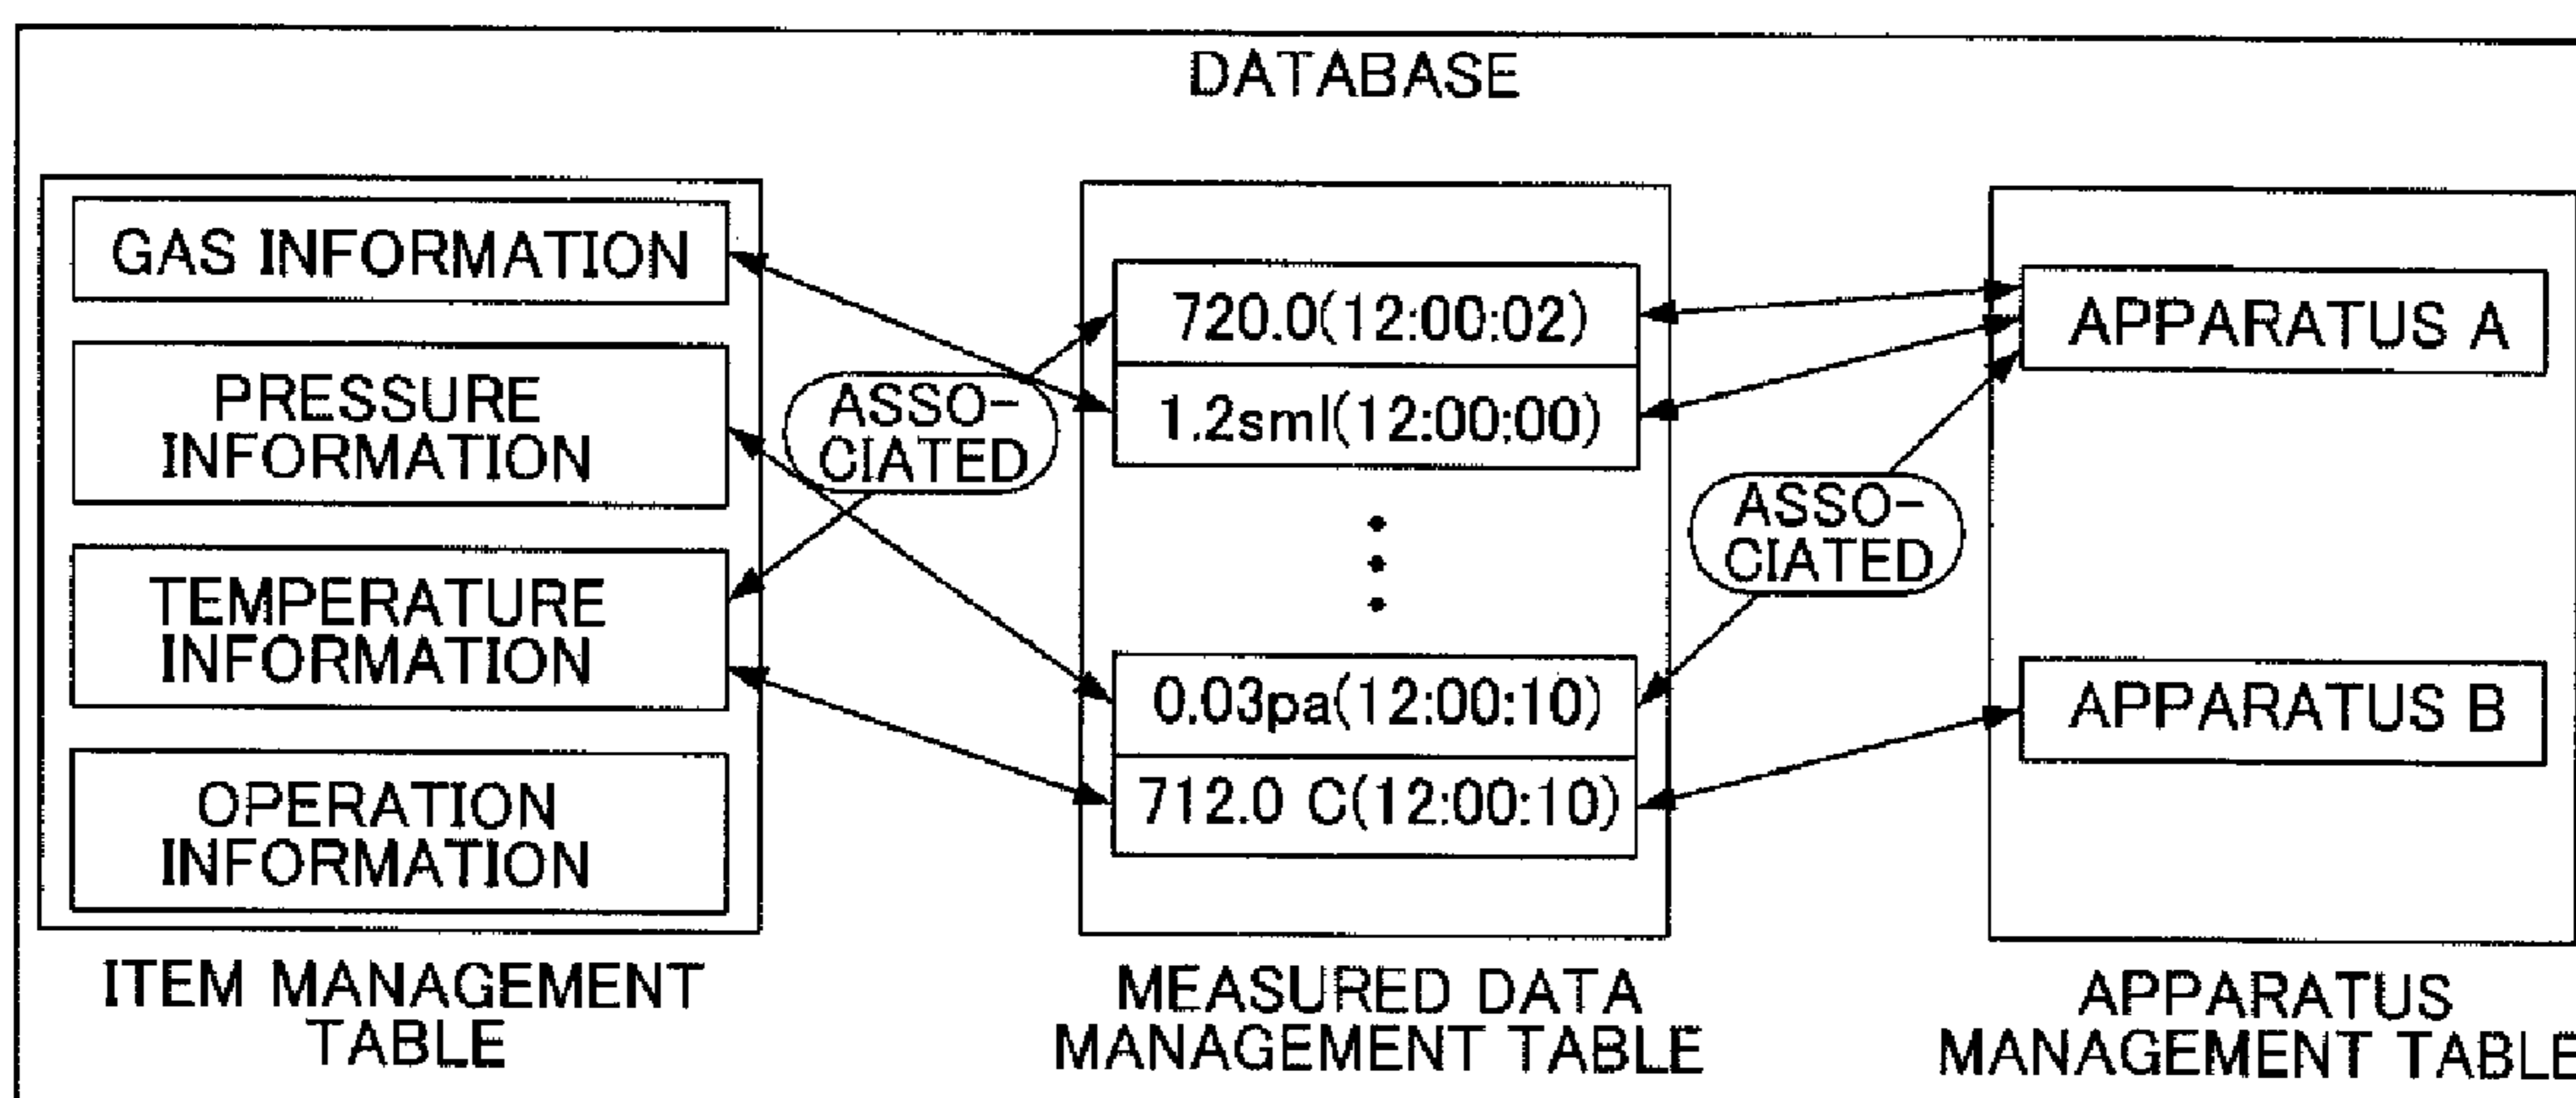 DATABASE
GAS INFORMATION
PRESSURE
INFORMATION
TEMPERATURE
INFORMATION
OPERATION
INFORMATION
ITEM MANAGEMENT
TABLE
ASSO-
CIATED
720.0(12:00:02)
1.2sml(12:00:00)
0.03pa(12:00:10)
712.0 C(12:00:10)
MEASURED DATA
MANAGEMENT TABLE
ASSO-
CIATED
APPARATUS A
APPARATUS B
APPARATUS
MANAGEMENT TABLE